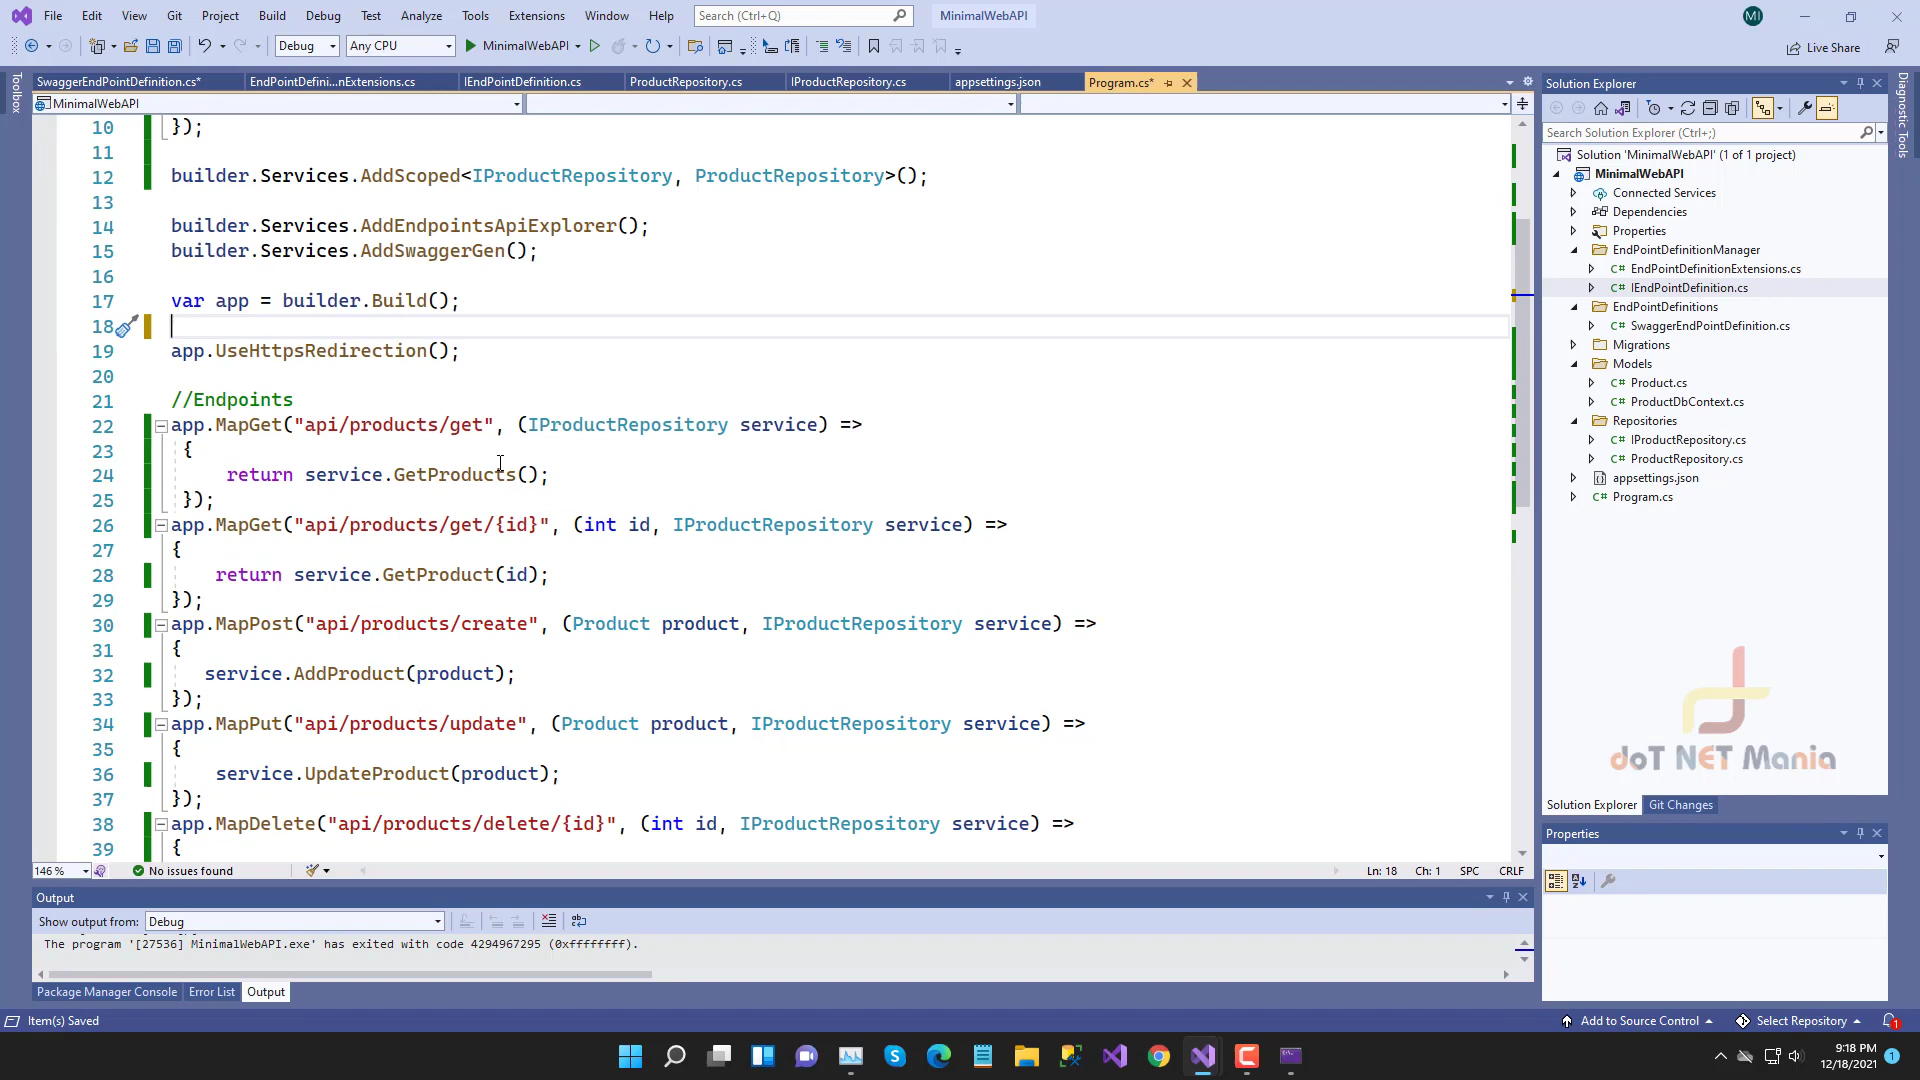 File Edit View Git Project Build Debug Test Analyze Tools Extensions Window Help Search (Ctrl+Q) MinimalWebAPI MI
Debug Any CPU MinimalWebAPI Live Share
Toolbox
SwaggerEndPointDefinition.cs* EndPointDefini...nExtensions.cs IEndPointDefinition.cs ProductRepository.cs IProductRepository.cs appsettings.json Program.cs*
MinimalWebAPI
10 });
11
12 builder.Services.AddScoped<IProductRepository, ProductRepository>();
13
14 builder.Services.AddEndpointsApiExplorer();
15 builder.Services.AddSwaggerGen();
16
17 var app = builder.Build();
18
19 app.UseHttpsRedirection();
20
21 //Endpoints
22 app.MapGet("api/products/get", (IProductRepository service) =>
23 {
24 return service.GetProducts();
25 });
26 app.MapGet("api/products/get/{id}", (int id, IProductRepository service) =>
27 {
28 return service.GetProduct(id);
29 });
30 app.MapPost("api/products/create", (Product product, IProductRepository service) =>
31 {
32 service.AddProduct(product);
33 });
34 app.MapPut("api/products/update", (Product product, IProductRepository service) =>
35 {
36 service.UpdateProduct(product);
37 });
38 app.MapDelete("api/products/delete/{id}", (int id, IProductRepository service) =>
39 {
146 % No issues found Ln: 18 Ch: 1 SPC CRLF
Output
Show output from: Debug
The program '[27536] MinimalWebAPI.exe' has exited with code 4294967295 (0xffffffff).
Package Manager Console Error List Output
Solution Explorer
Search Solution Explorer (Ctrl+;)
Solution 'MinimalWebAPI' (1 of 1 project)
MinimalWebAPI
Connected Services
Dependencies
Properties
EndPointDefinitionManager
C# EndPointDefinitionExtensions.cs
C# IEndPointDefinition.cs
EndPointDefinitions
C# SwaggerEndPointDefinition.cs
Migrations
Models
C# Product.cs
C# ProductDbContext.cs
Repositories
C# IProductRepository.cs
C# ProductRepository.cs
appsettings.json
C# Program.cs
doT NET Mania
Solution Explorer Git Changes
Properties
Diagnostic Tools
Item(s) Saved Add to Source Control Select Repository 1
9:18 PM
12/18/2021 1